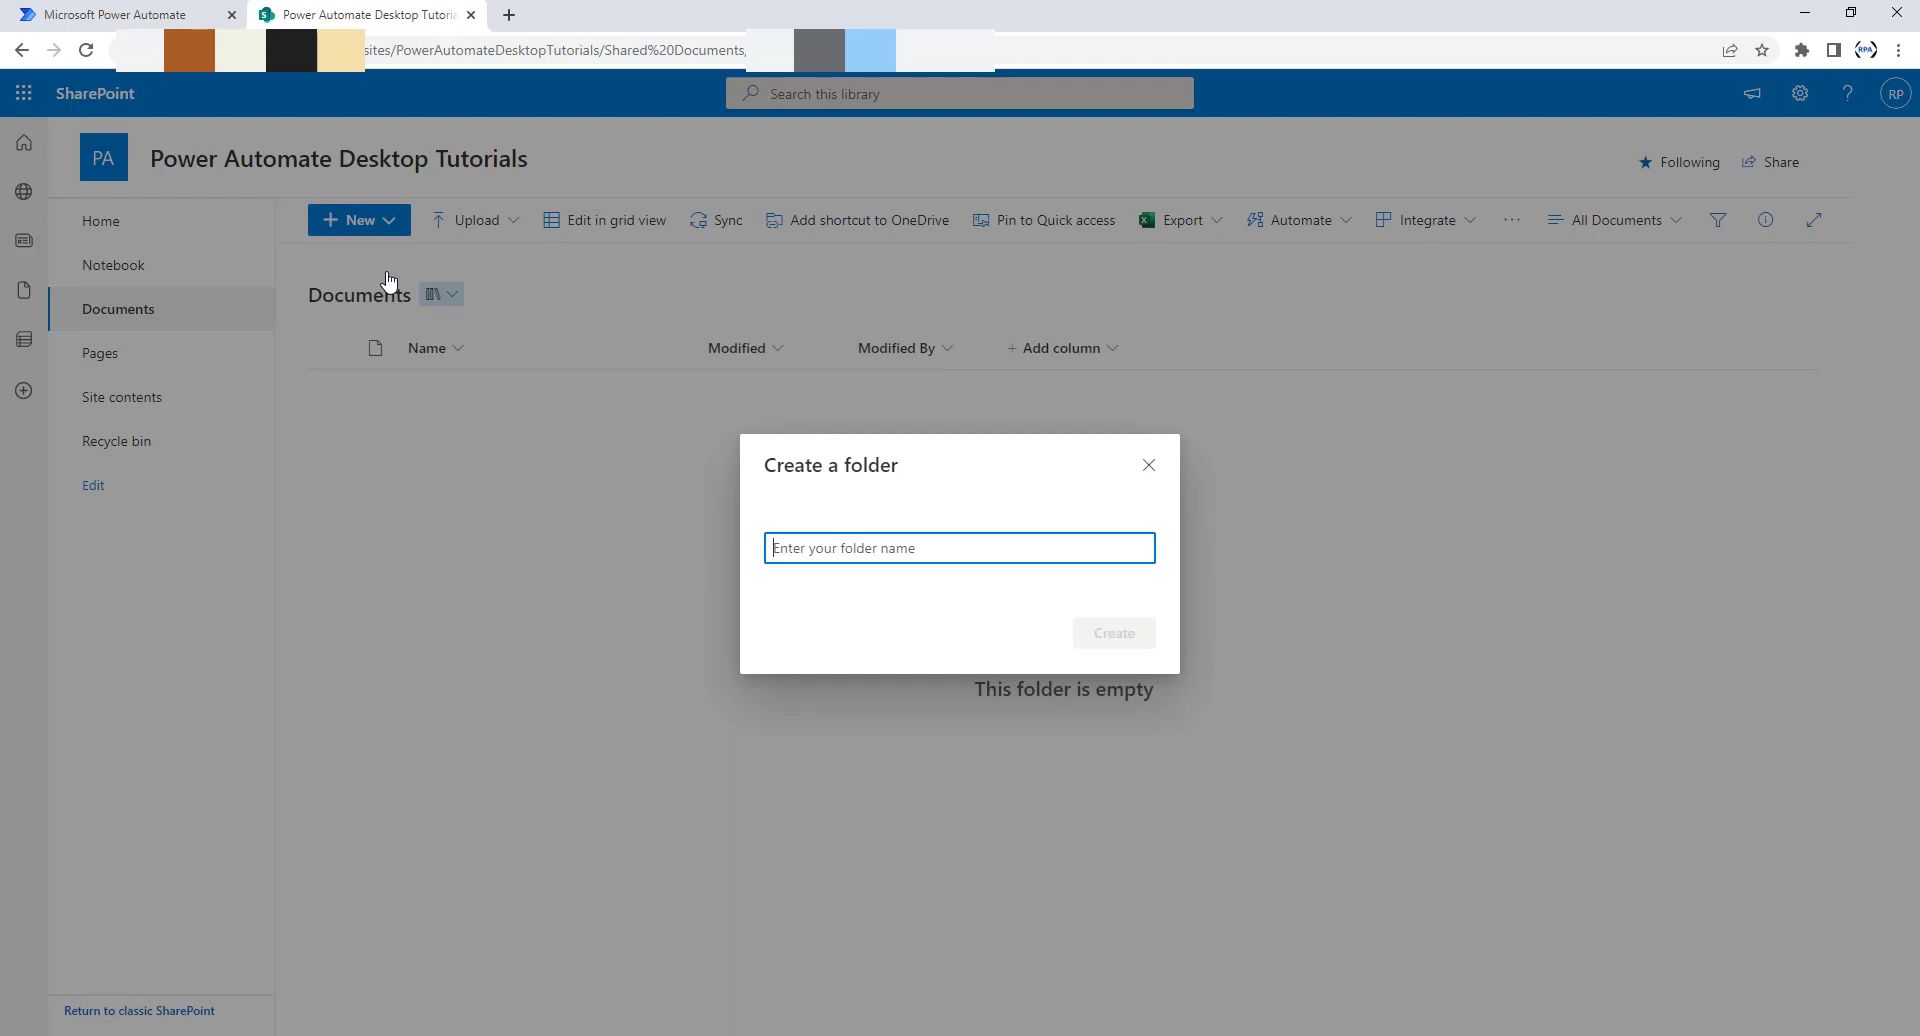 Microsoft Power Automate
Power Automate Desktop Tutoria
sites/PowerAutomateDesktopTutorials/Shared%20Documents
RPA
SharePoint
Search this library
RP
PA
Power Automate Desktop Tutorials
Following
Share
Home
Notebook
Documents
Pages
Site contents
Recycle bin
Edit
New
Upload
Edit in grid view
Sync
Add shortcut to OneDrive
Pin to Quick access
Export
Automate
Integrate
All Documents
Documents
Name
Modified
Modified By
+ Add column
Create a folder
Enter your folder name
Create
This folder is empty
Return to classic SharePoint